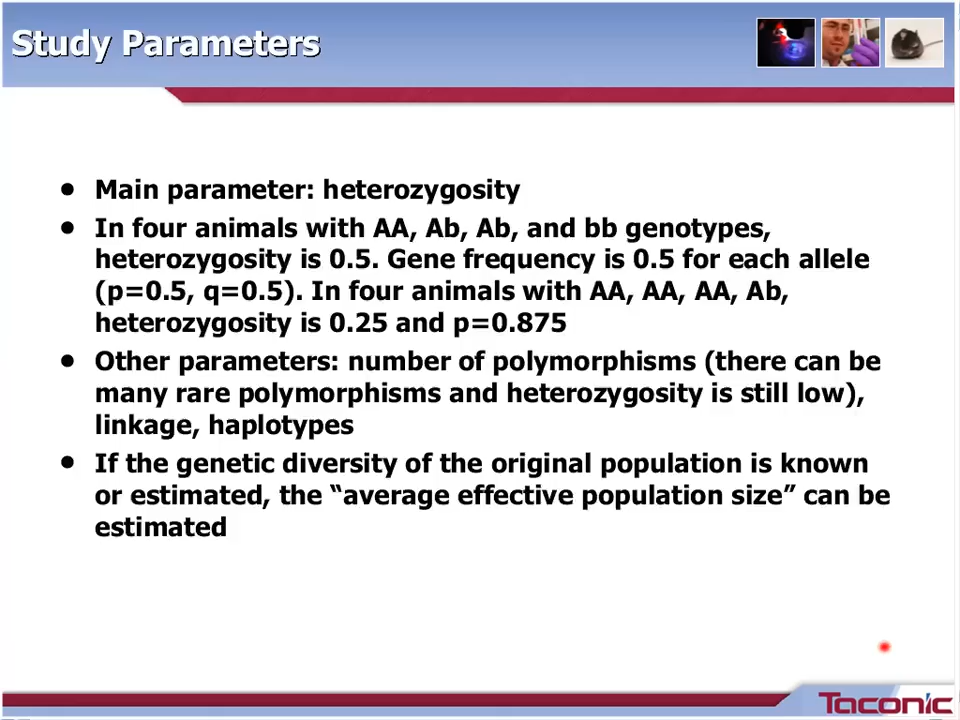 Study Parameters
• Main parameter: heterozygosity
• In four animals with AA, Ab, Ab, and bb genotypes,
heterozygosity is 0.5. Gene frequency is 0.5 for each allele
(p=0.5, q=0.5). In four animals with AA, AA, AA, Ab,
heterozygosity is 0.25 and p=0.875
• Other parameters: number of polymorphisms (there can be
many rare polymorphisms and heterozygosity is still low),
linkage, haplotypes
• If the genetic diversity of the original population is known
or estimated, the “average effective population size” can be
estimated
Taconic